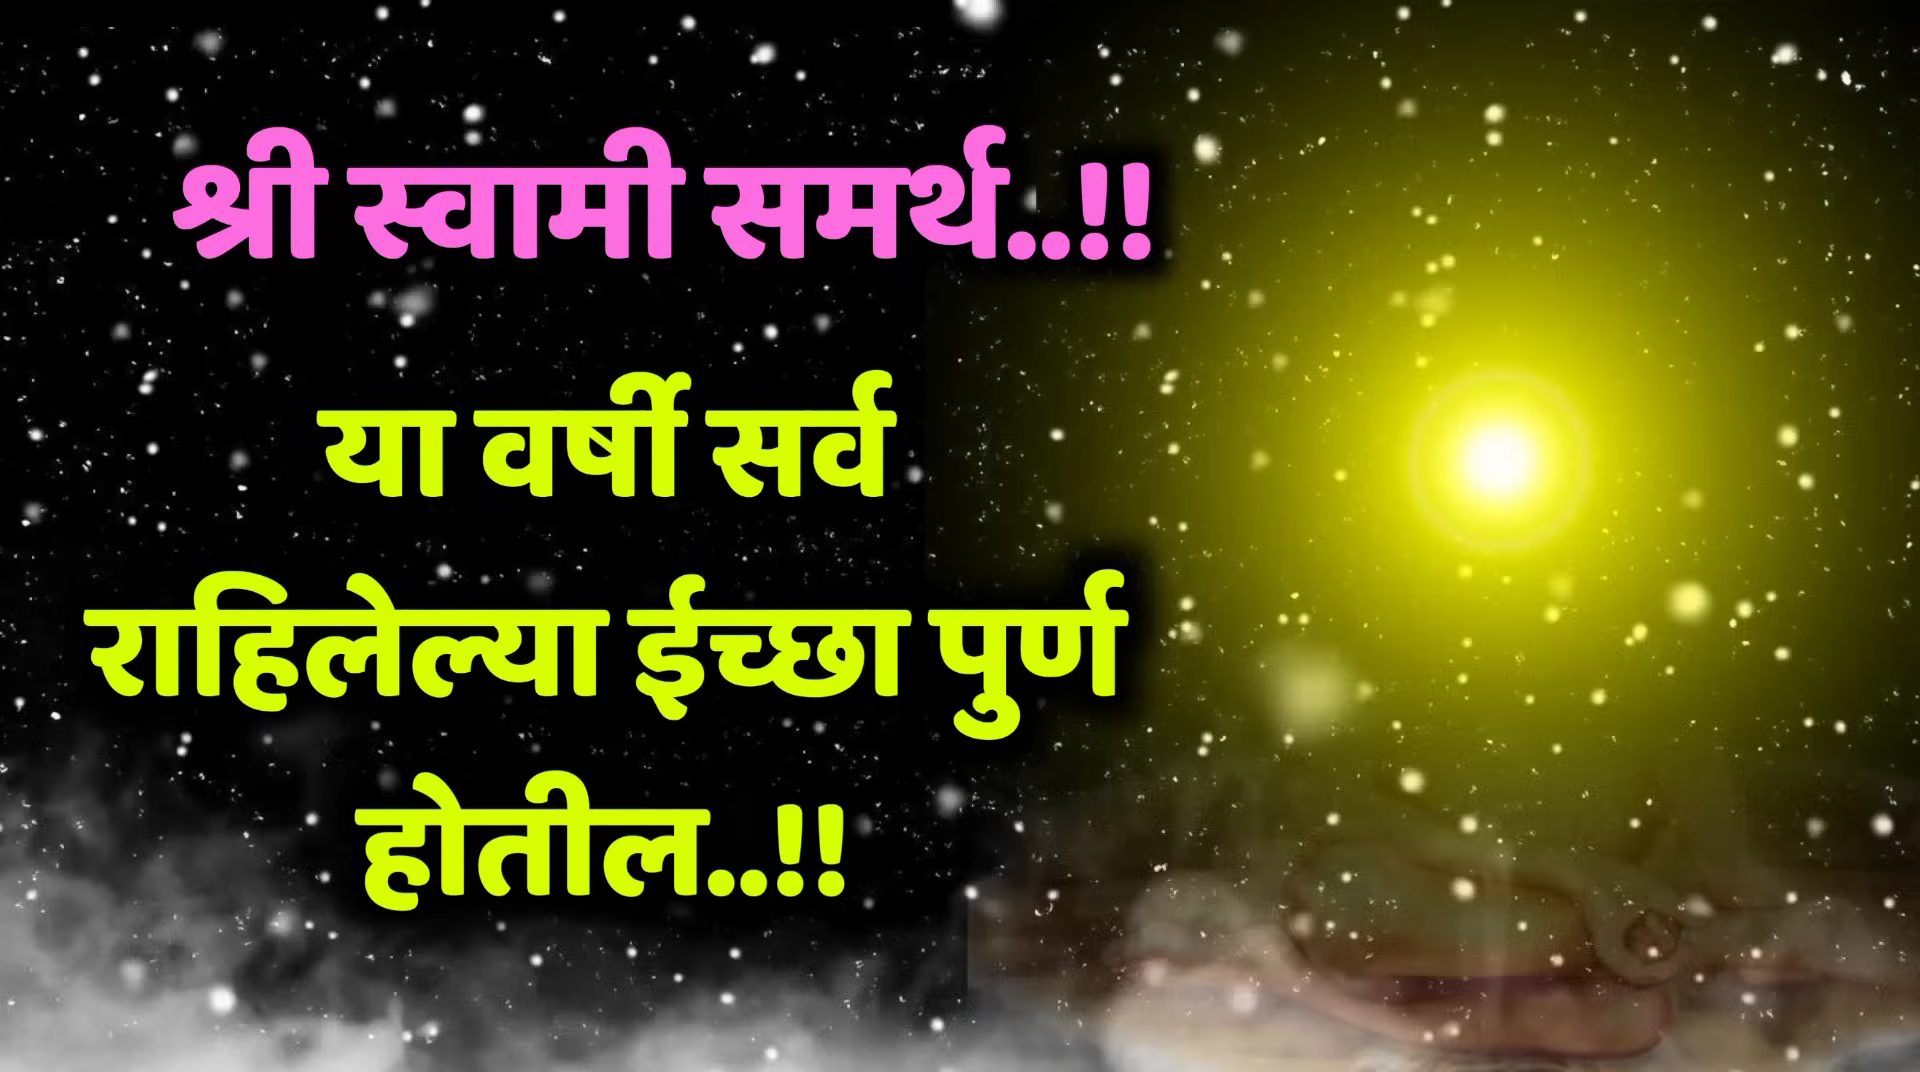 श्री स्वामी समर्थ..!!
या वर्षी सर्व
राहिलेल्या ईच्छा पुर्ण
होतील..!!